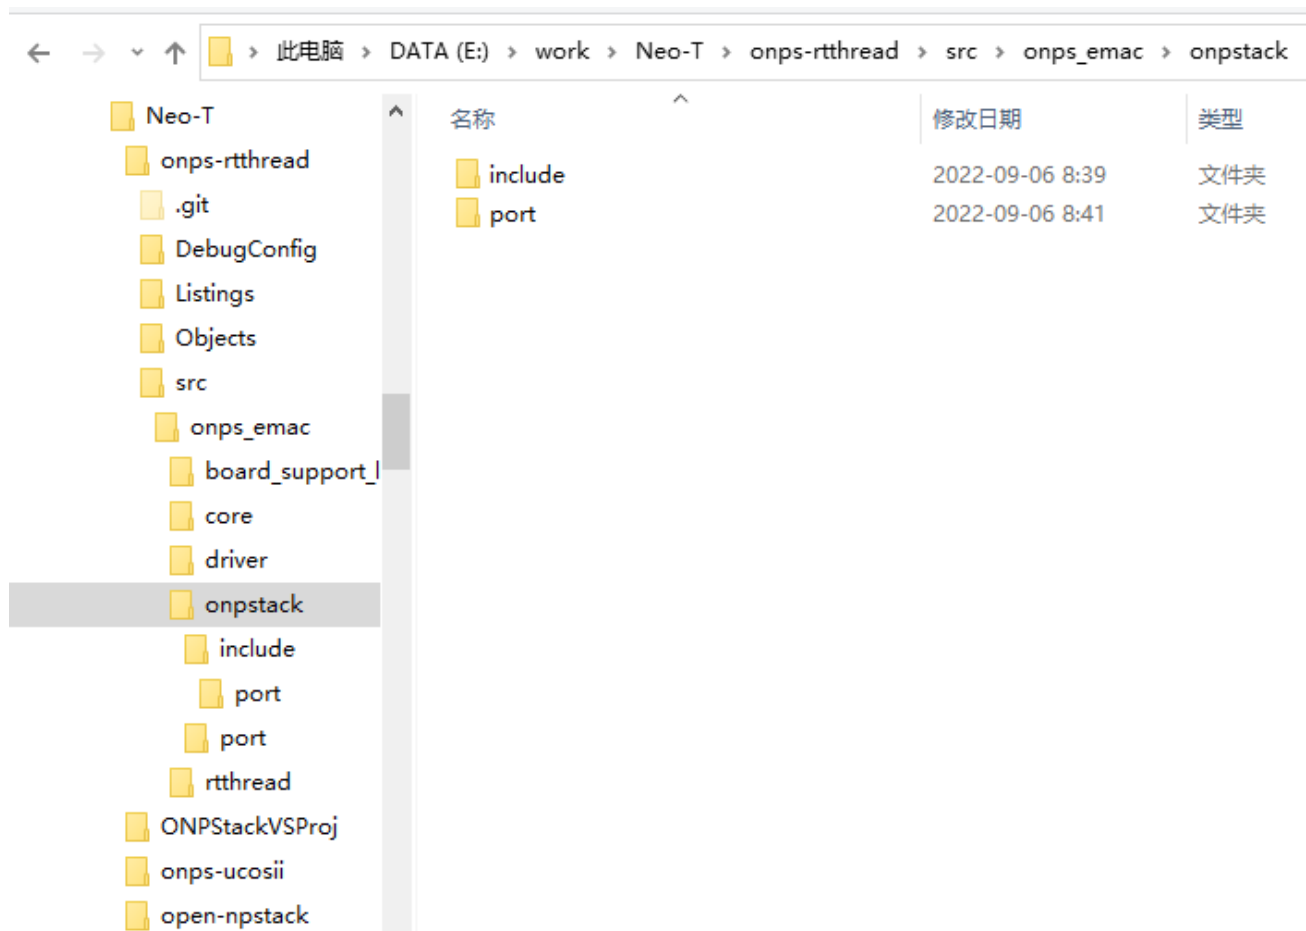 此电脑 > DATA (E:) > work > Neo-T > onps-rtthread > src > onps_emac > onpstack
Neo-T
onps-rtthread
.git
DebugConfig
Listings
Objects
src
onps_emac
board_support_l
core
driver
onpstack
include
port
port
rtthread
ONPStackVSProj
onps-ucosii
open-npstack
名称 修改日期 类型
include 2022-09-06 8:39 文件夹
port 2022-09-06 8:41 文件夹